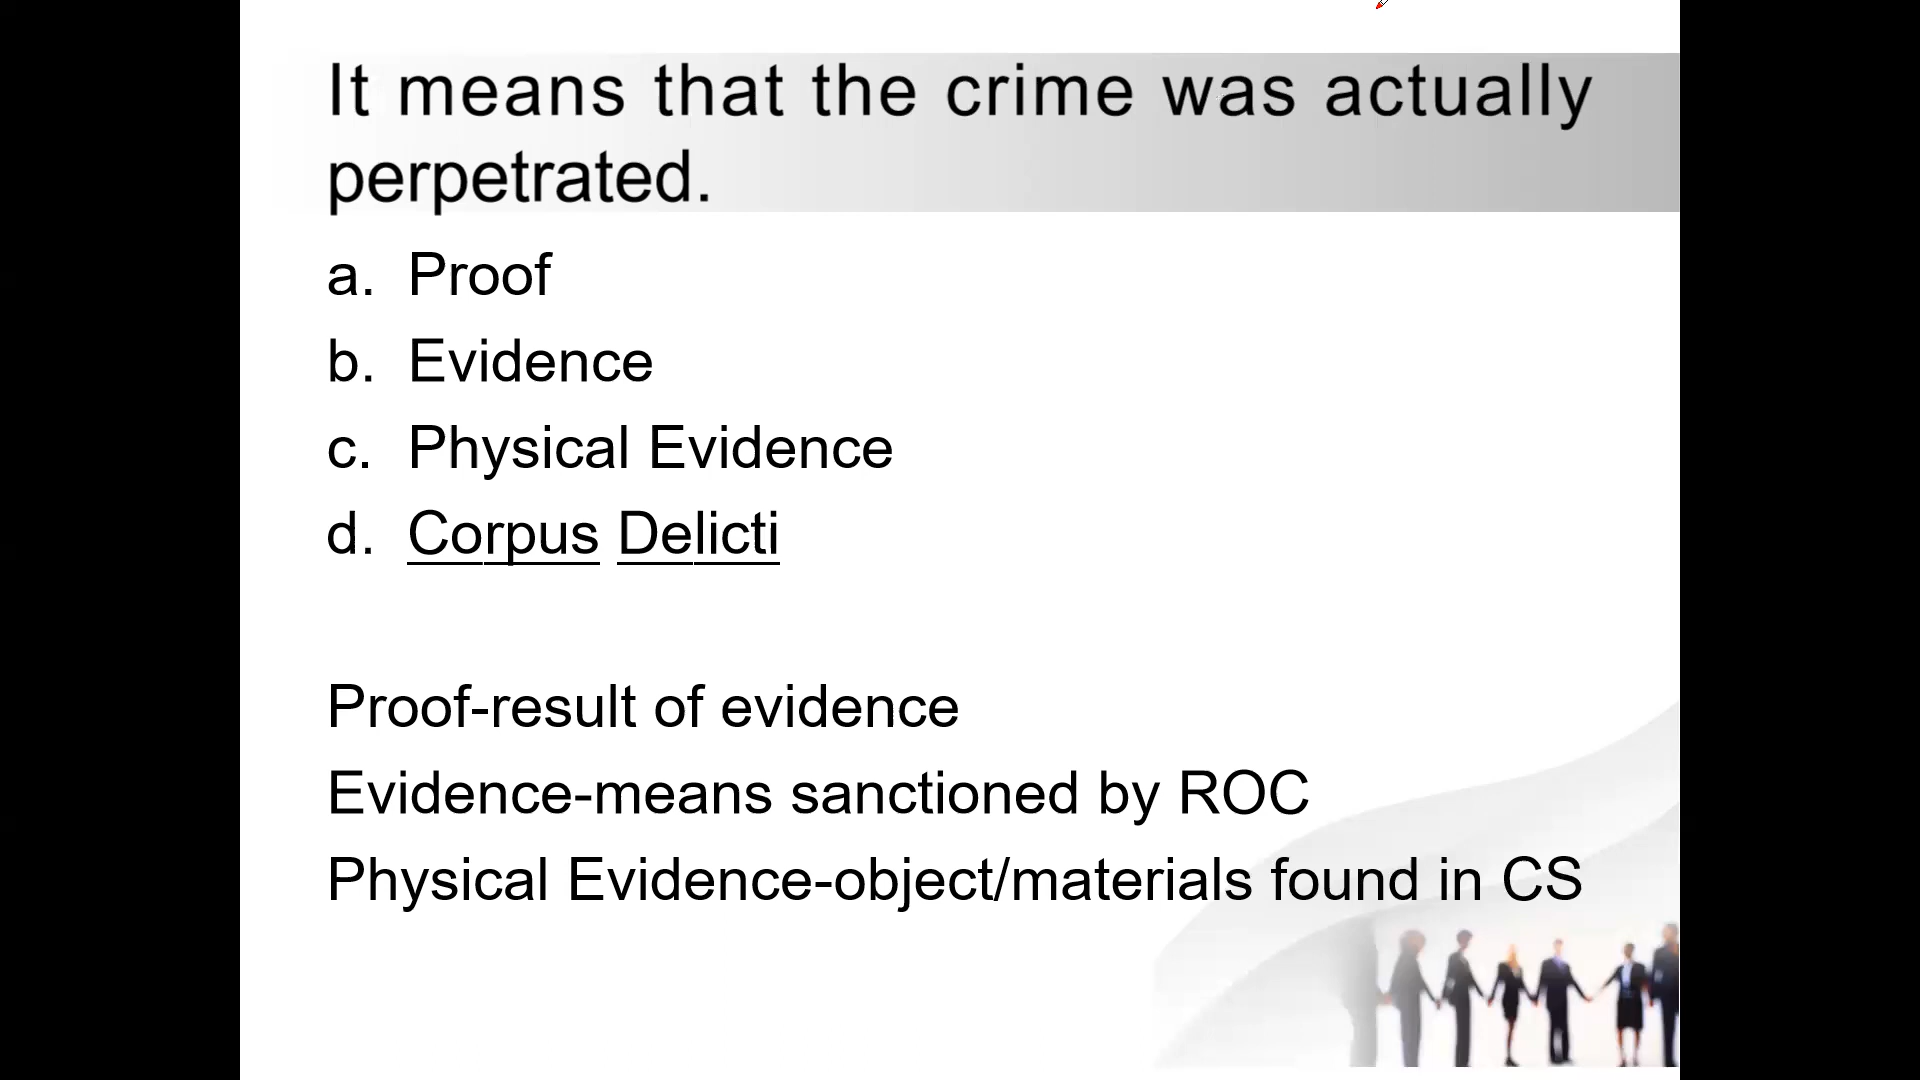 It means that the crime was actually
perpetrated.
a. Proof
b. Evidence
c. Physical Evidence
d. Corpus Delicti
Proof-result of evidence
Evidence-means sanctioned by ROC
Physical Evidence-object/materials found in CS